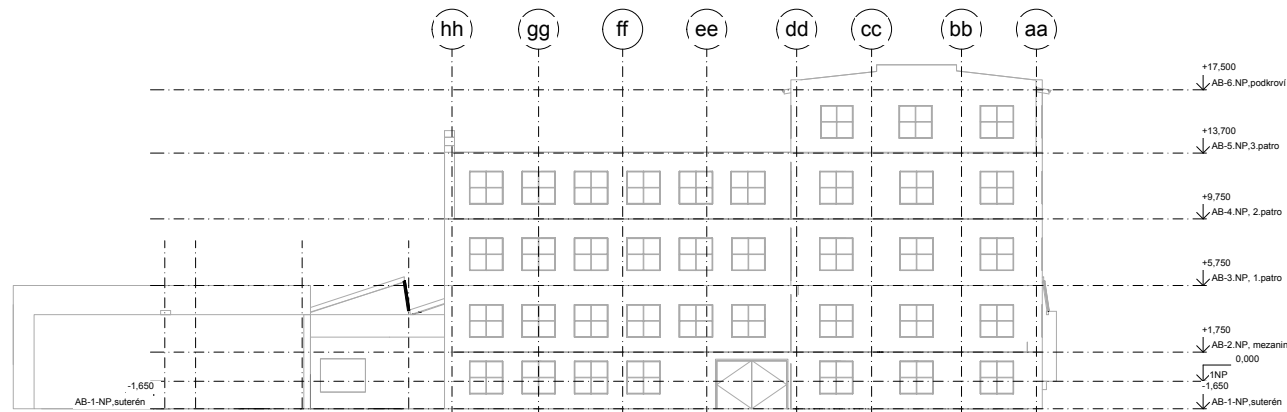 hh gg ff ee dd cc bb aa
+17,500
AB-6.NP,podkroví
+13,700
AB-5.NP,3.patro
+9,750
AB-4.NP, 2.patro
+5,750
AB-3.NP, 1.patro
+1,750
AB-2.NP, mezanin
0,000
1NP
-1,650
AB-1-NP,suterén
-1,650
AB-1-NP,suterén